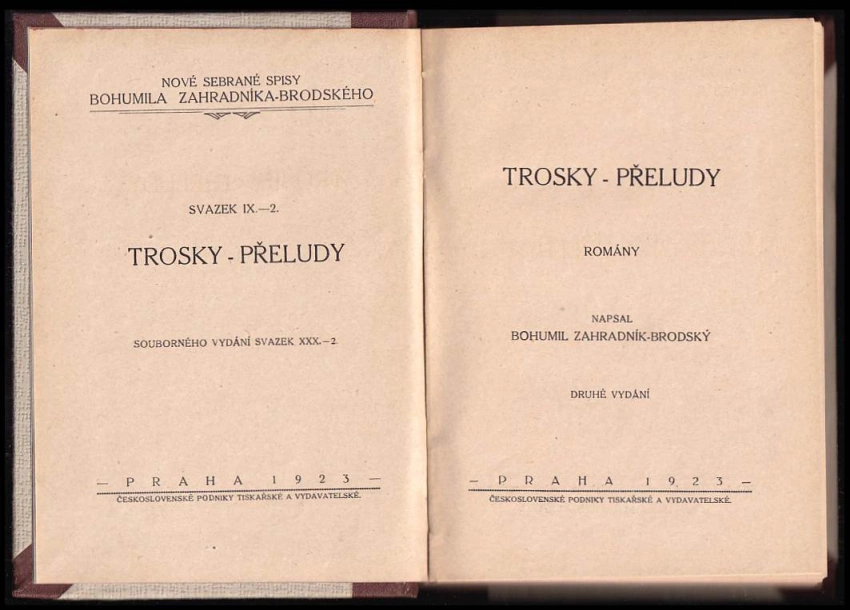 NOVÉ SEBRANÉ SPISY
BOHUMILA ZAHRADNÍKA-BRODSKÉHO
SVAZEK IX.—2.
TROSKY - PŘELUDY
SOUBORNÉHO VYDÁNÍ SVAZEK XXX.—2.
— PRAHA 1923 —
ČESKOSLOVENSKÉ PODNIKY TISKAŘSKÉ A VYDAVATELSKÉ.
TROSKY - PŘELUDY
ROMÁNY
NAPSAL
BOHUMIL ZAHRADNÍK-BRODSKÝ
DRUHÉ VYDÁNÍ
— PRAHA 1923 —
ČESKOSLOVENSKÉ PODNIKY TISKAŘSKÉ A VYDAVATELSKÉ.